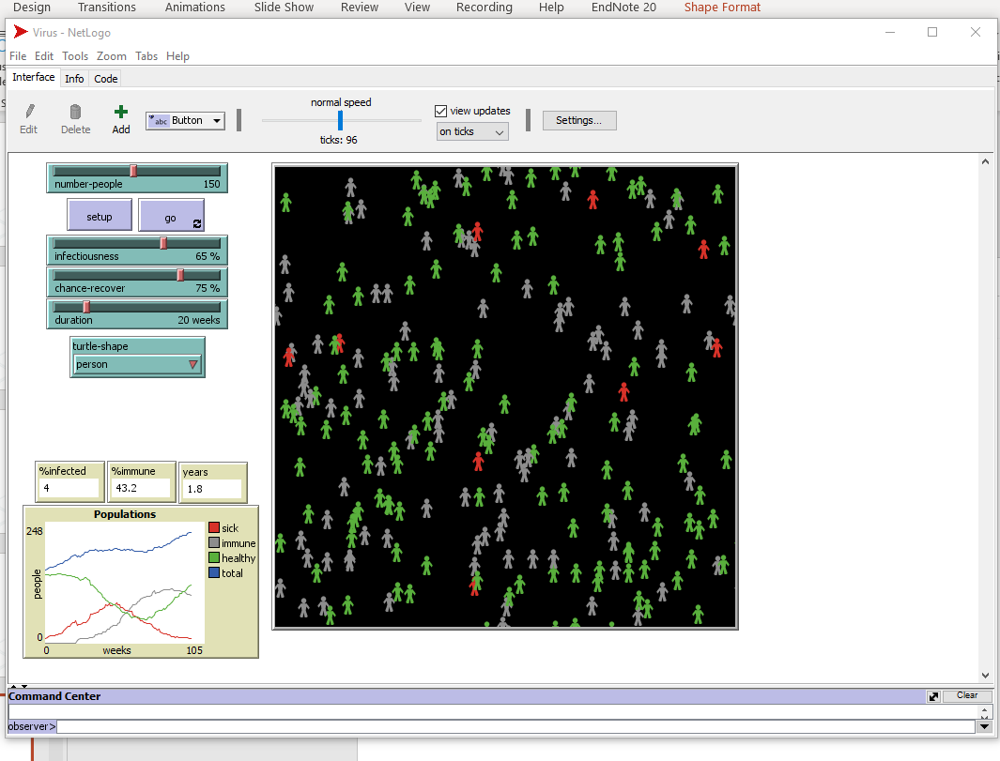 Design Transitions Animations Slide Show Review View Recording Help EndNote 20 Shape Format
Virus - NetLogo
File Edit Tools Zoom Tabs Help
Interface Info Code
Edit Delete Add abc Button
normal speed
ticks: 96
view updates
on ticks
Settings...
number-people 150
setup go
infectiousness 65 %
chance-recover 75 %
duration 20 weeks
turtle-shape
person
%infected %immune years
4 43.2 1.8
Populations
248
people
0
0 weeks 105
sick
immune
healthy
total
Command Center Clear
observer>